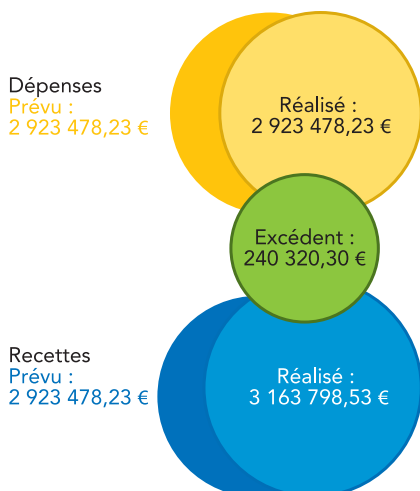 Dépenses
Prévu :
2 923 478,23 €
Réalisé :
2 923 478,23 €
Excédent :
240 320,30 €
Recettes
Prévu :
2 923 478,23 €
Réalisé :
3 163 798,53 €